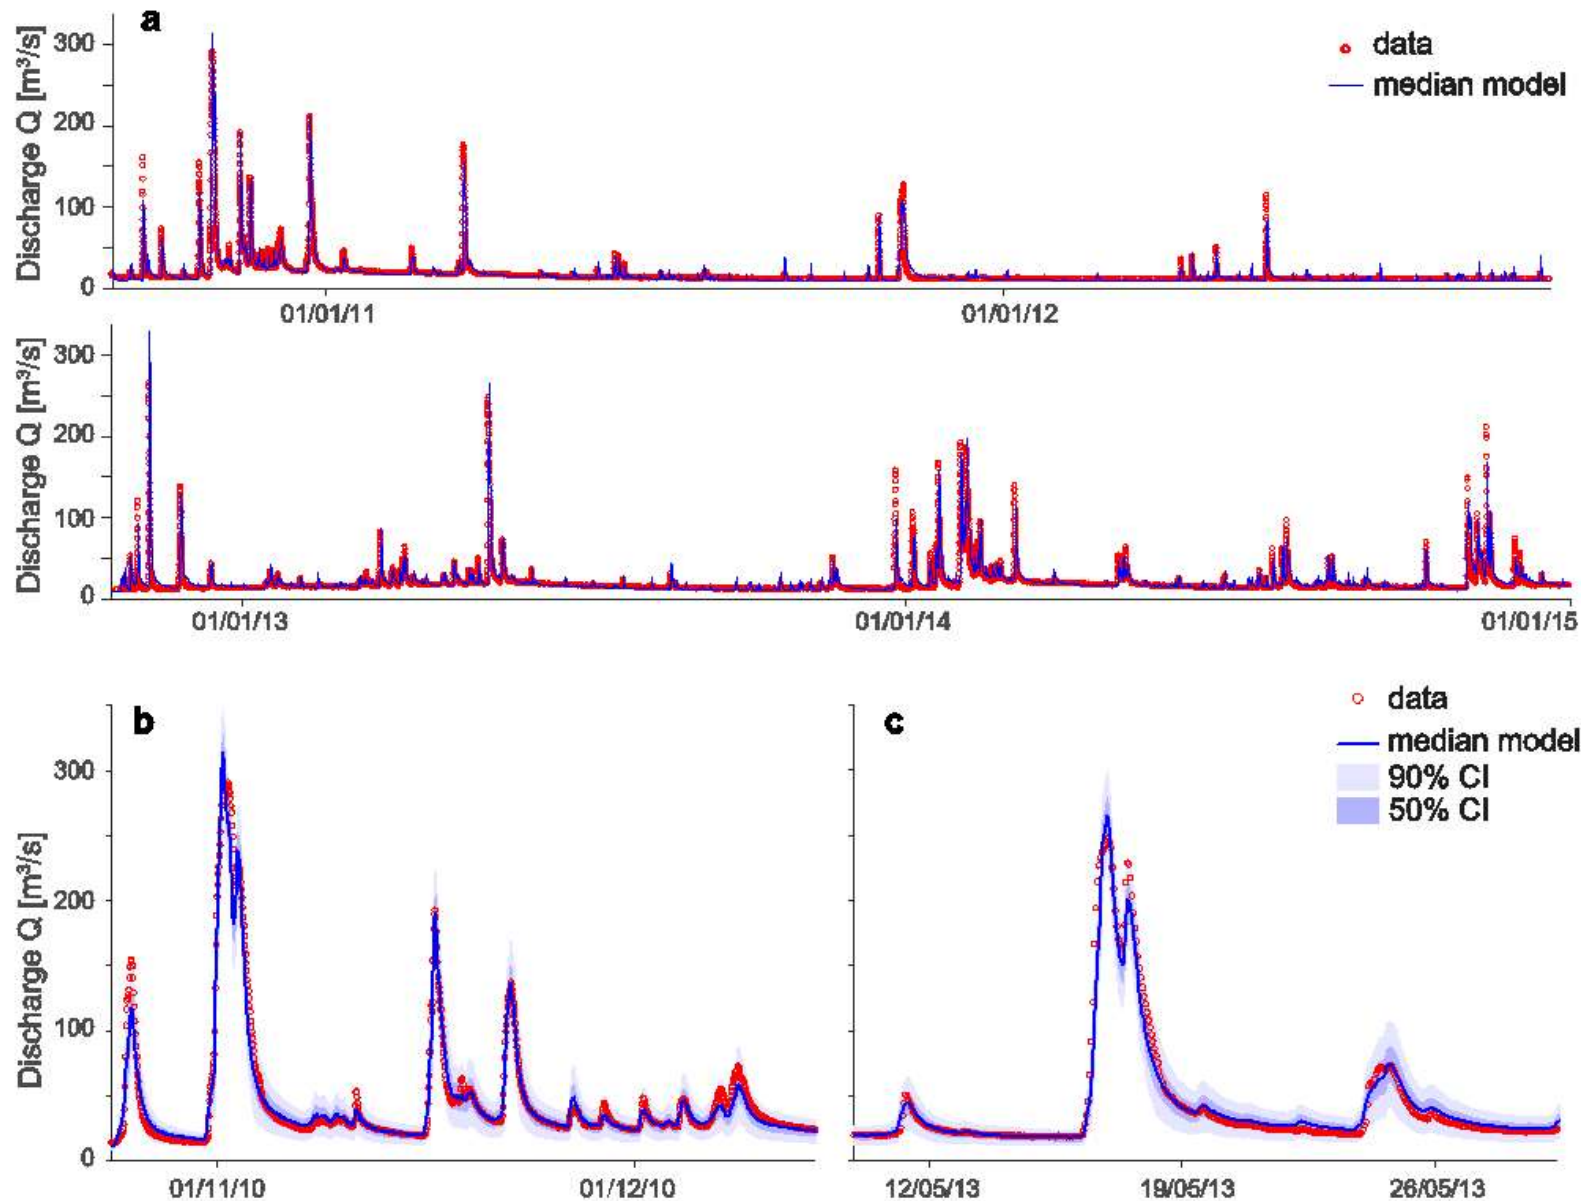 a
Discharge Q [m³/s]
300
200
100
0
data
median model
01/01/11
01/01/12
Discharge Q [m³/s]
300
200
100
0
01/01/13
01/01/14
01/01/15
b
Discharge Q [m³/s]
300
200
100
0
01/11/10
01/12/10
c
data
median model
90% CI
50% CI
12/05/13
19/05/13
26/05/13